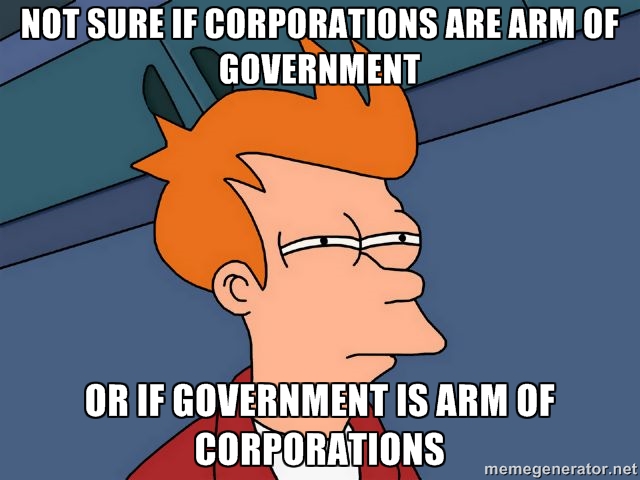 NOT SURE IF CORPORATIONS ARE ARM OF
GOVERNMENT
OR IF GOVERNMENT IS ARM OF
CORPORATIONS
memegenerator.net